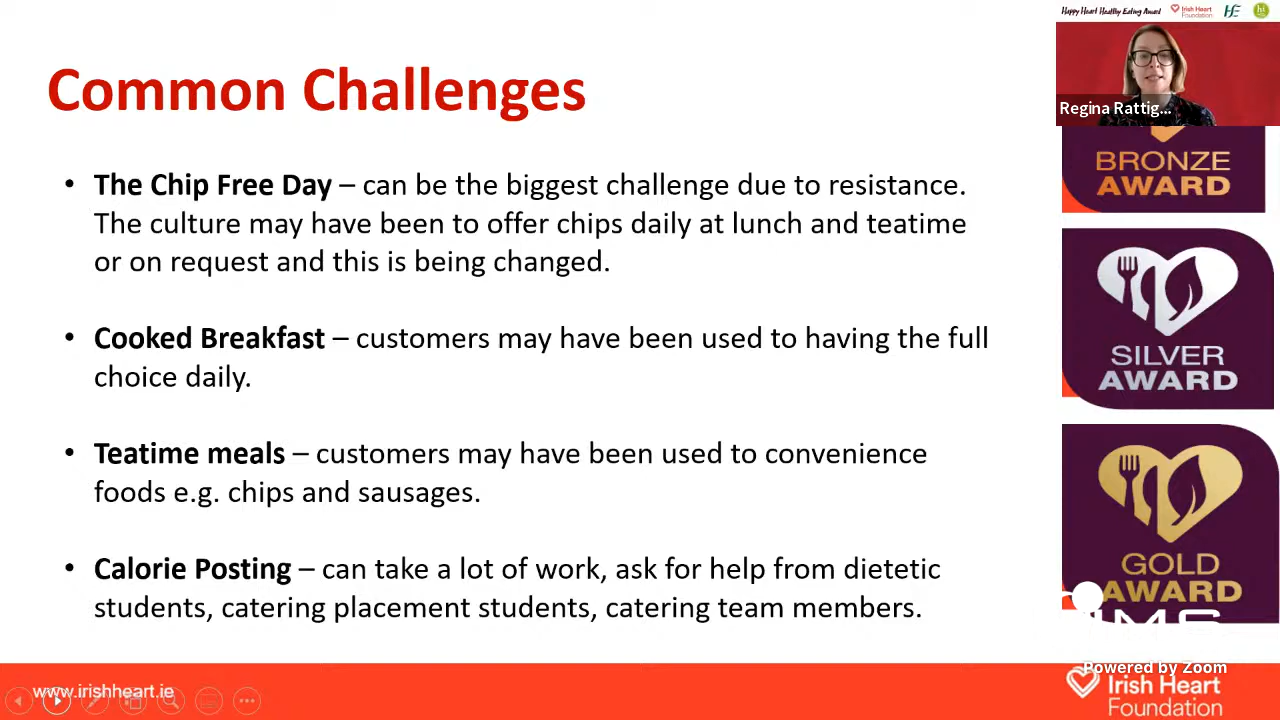 Happy Heart Healthy Eating Award
Irish Heart
Foundation
Common Challenges
Regina Rattig...
BRONZE
AWARD
• The Chip Free Day – can be the biggest challenge due to resistance.
The culture may have been to offer chips daily at lunch and teatime
or on request and this is being changed.
• Cooked Breakfast – customers may have been used to having the full
choice daily.
SILVER
AWARD
• Teatime meals – customers may have been used to convenience
foods e.g. chips and sausages.
• Calorie Posting – can take a lot of work, ask for help from dietetic
students, catering placement students, catering team members.
GOLD
AWARD
Powered by Zoom
www.irishheart.ie
Irish Heart
Foundation